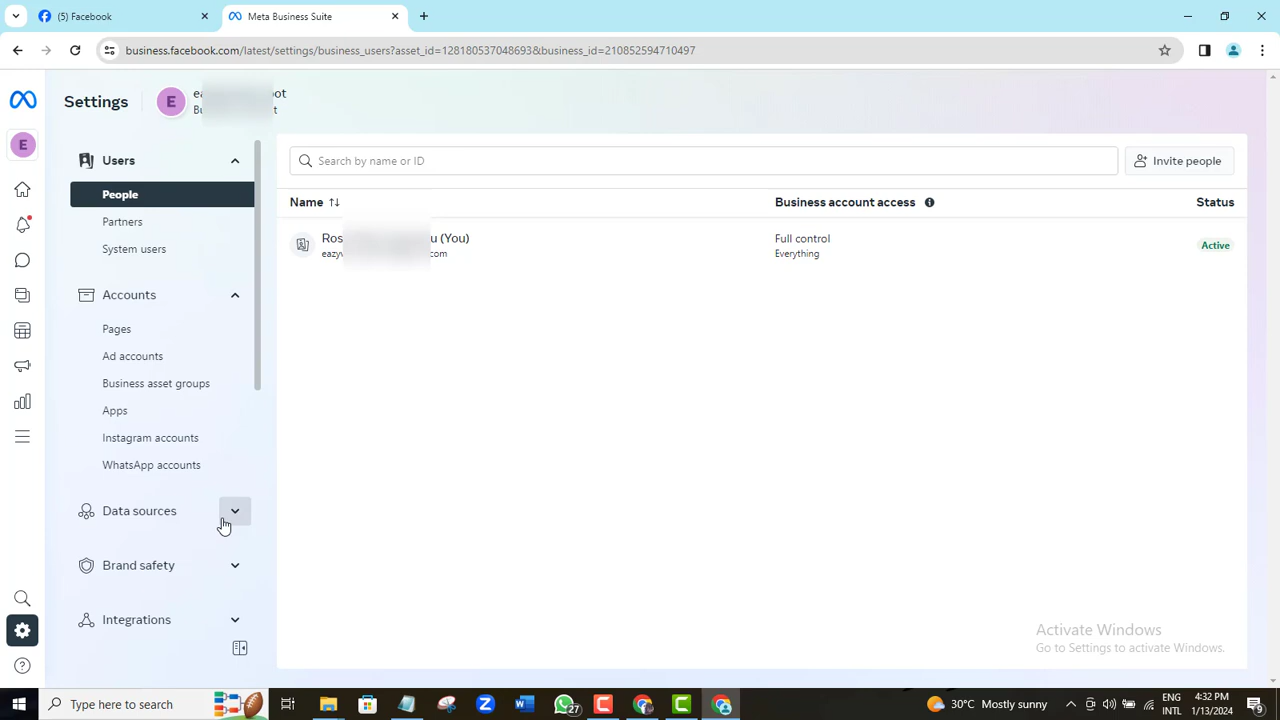 (5) Facebook
Meta Business Suite
business.facebook.com/latest/settings/business_users?asset_id=128180537048693&business_id=210852594710497
Settings
E
E
Users
People
Partners
System users
Accounts
Pages
Ad accounts
Business asset groups
Apps
Instagram accounts
WhatsApp accounts
Data sources
Brand safety
Integrations
Search by name or ID
Invite people
Name
Business account access
Status
(You)
Full control
Everything
Active
Activate Windows
Go to Settings to activate Windows.
Type here to search
27
30°C Mostly sunny
ENG
INTL
4:32 PM
1/13/2024
9